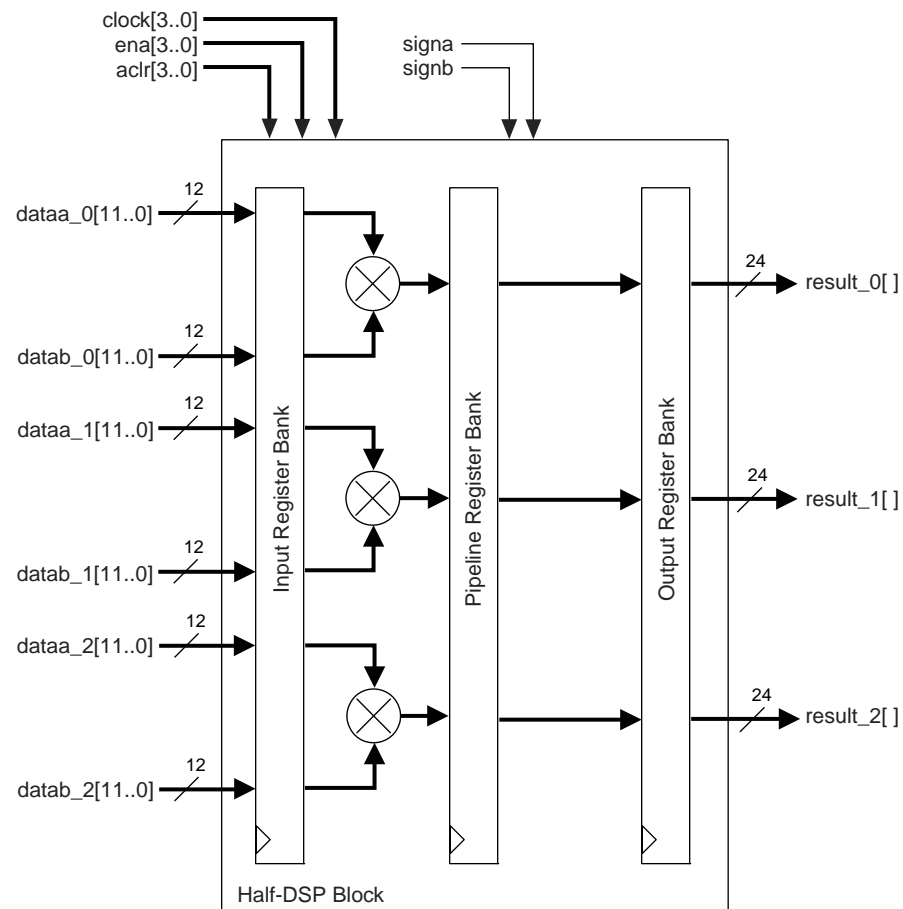 clock[3..0]
ena[3..0]
aclr[3..0]
signa
signb
12
dataa_0[11..0]
24
result_0[ ]
12
datab_0[11..0]
12
dataa_1[11..0]
24
result_1[ ]
12
datab_1[11..0]
12
dataa_2[11..0]
24
result_2[ ]
12
datab_2[11..0]
Input Register Bank
Pipeline Register Bank
Output Register Bank
Half-DSP Block